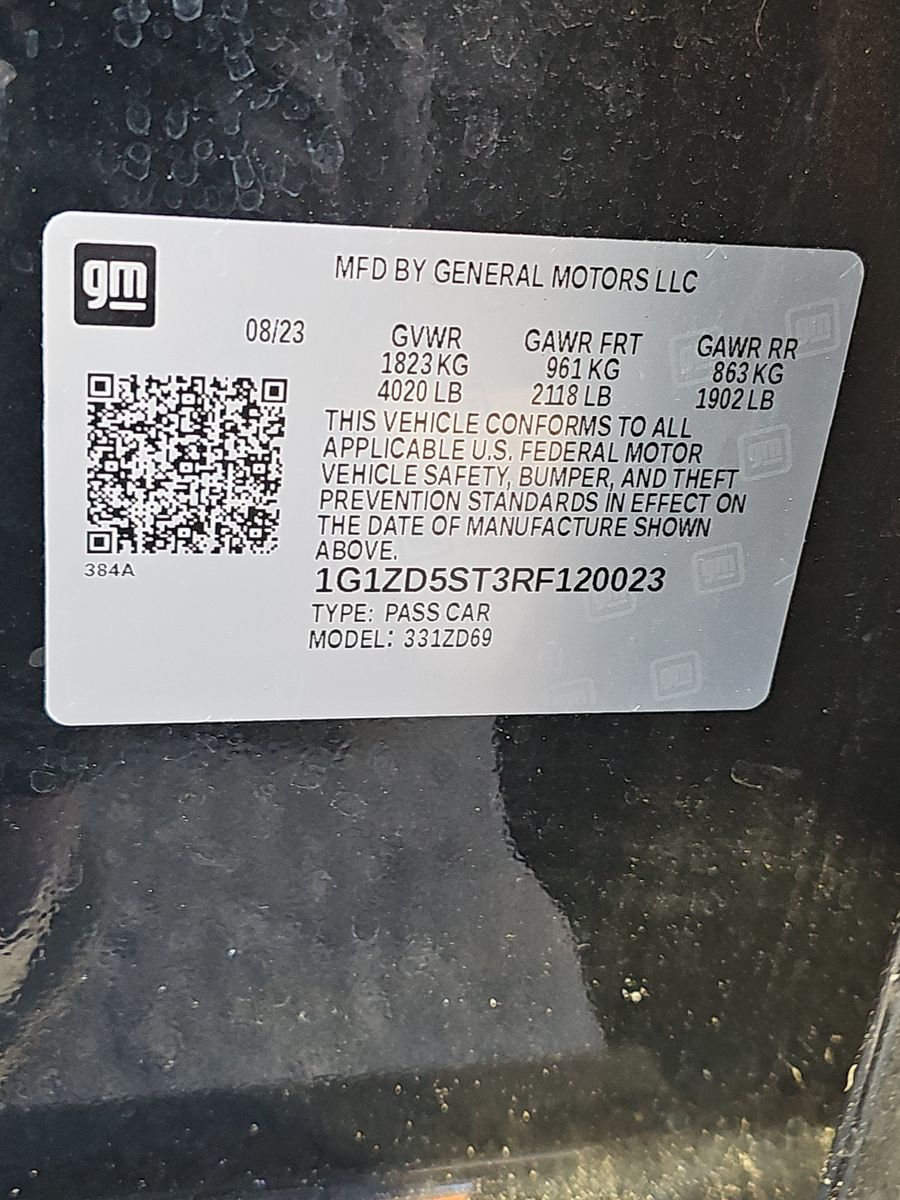 gm
MFD BY GENERAL MOTORS LLC
08/23 GVWR GAWR FRT GAWR RR
1823 KG 961 KG 863 KG
4020 LB 2118 LB 1902 LB
THIS VEHICLE CONFORMS TO ALL
APPLICABLE U.S. FEDERAL MOTOR
VEHICLE SAFETY, BUMPER, AND THEFT
PREVENTION STANDARDS IN EFFECT ON
THE DATE OF MANUFACTURE SHOWN
ABOVE.
384A
1G1ZD5ST3RF120023
TYPE: PASS CAR
MODEL: 331ZD69